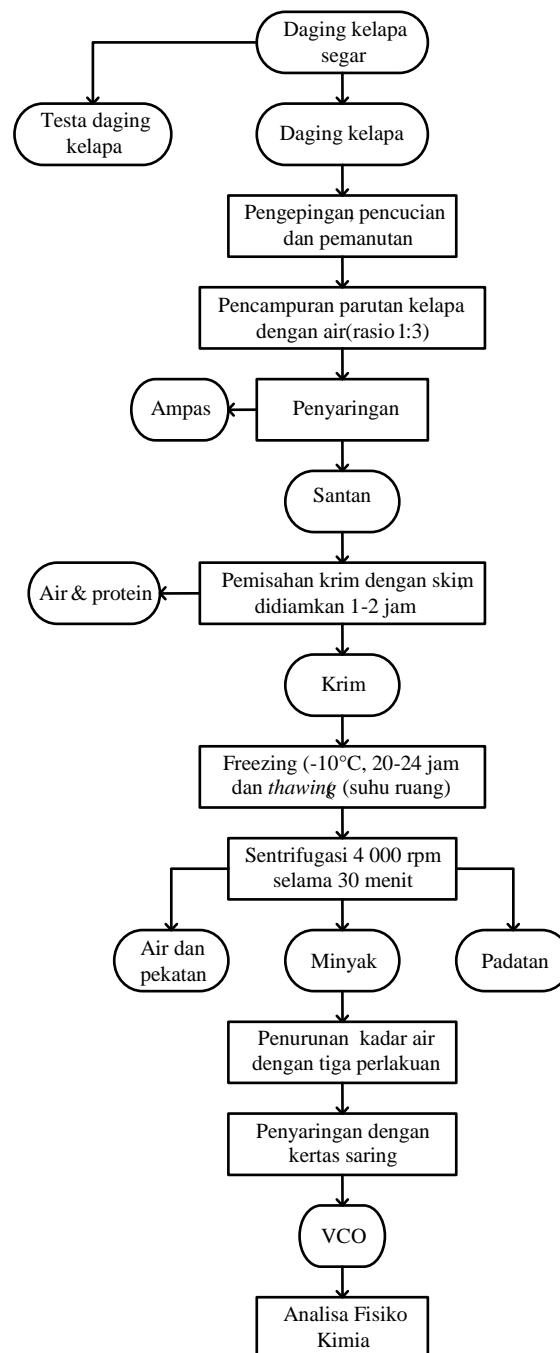 Daging kelapa
segar
Testa daging
kelapa
Daging kelapa
Pengepingan, pencucian
dan pemanutan
Pencampuran parutan kelapa
dengan air(rasio 1:3)
Ampas
Penyaringan
Santan
Air & protein
Pemisahan krim dengan skim,
didiamkan 1-2 jam
Krim
Freezing (-10°C, 20-24 jam
dan thawing (suhu ruang)
Sentrifugasi 4 000 rpm
selama 30 menit
Air dan
pekatan
Minyak
Padatan
Penurunan kadar air
dengan tiga perlakuan
Penyaringan dengan
kertas saring
VCO
Analisa Fisiko
Kimia